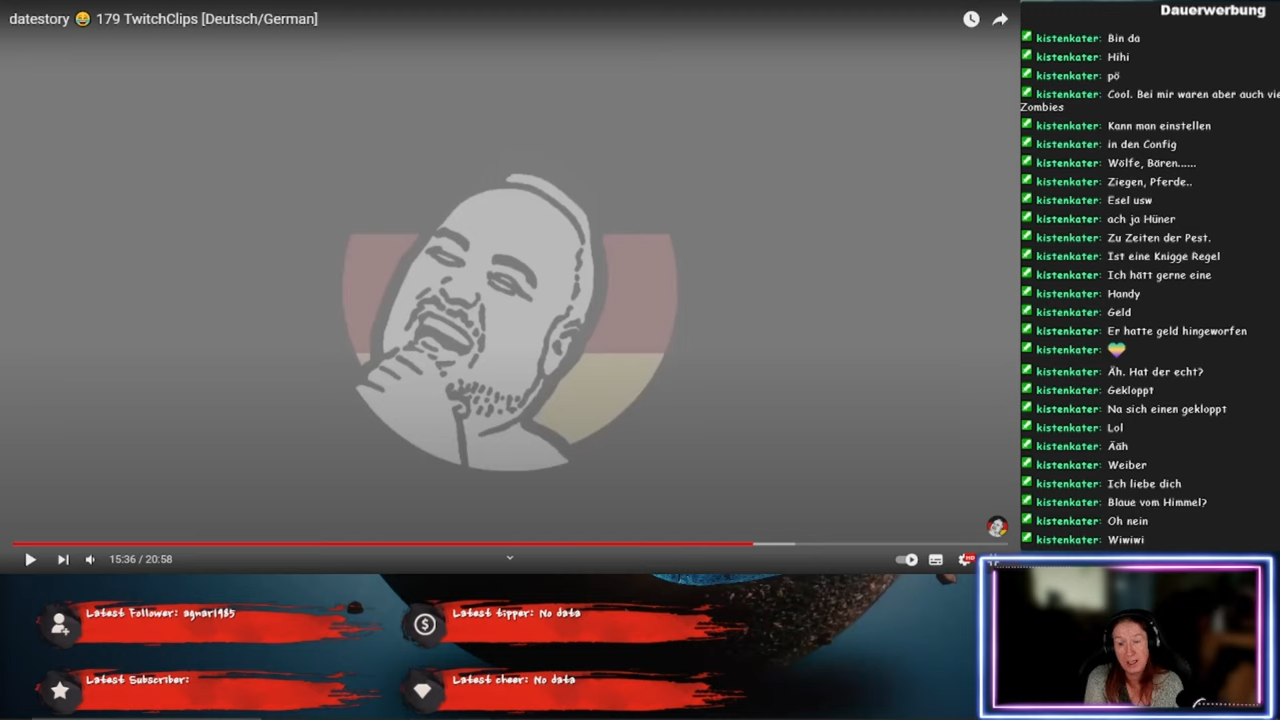 datestory 😂 179 TwitchClips [Deutsch/German]
Dauerwerbung
kistenkater: Bin da
kistenkater: Hihi
kistenkater: pö
kistenkater: Cool. Bei mir waren aber auch vie
Zombies
kistenkater: Kann man einstellen
kistenkater: in den Config
kistenkater: Wölfe, Bären......
kistenkater: Ziegen, Pferde..
kistenkater: Esel usw
kistenkater: ach ja Hüner
kistenkater: Zu Zeiten der Pest.
kistenkater: Ist eine Knigge Regel
kistenkater: Ich hätt gerne eine
kistenkater: Handy
kistenkater: Geld
kistenkater: Er hatte geld hingeworfen
kistenkater:
kistenkater: Äh. Hat der echt?
kistenkater: Gekloppt
kistenkater: Na sich einen gekloppt
kistenkater: Lol
kistenkater: Ääh
kistenkater: Weiber
kistenkater: Ich liebe dich
kistenkater: Blaue vom Himmel?
kistenkater: Oh nein
kistenkater: Wiwiwi
15:36 / 20:58
HD
Latest Follower: agnar1985
Latest tipper: No data
Latest Subscriber:
Latest cheer: No data